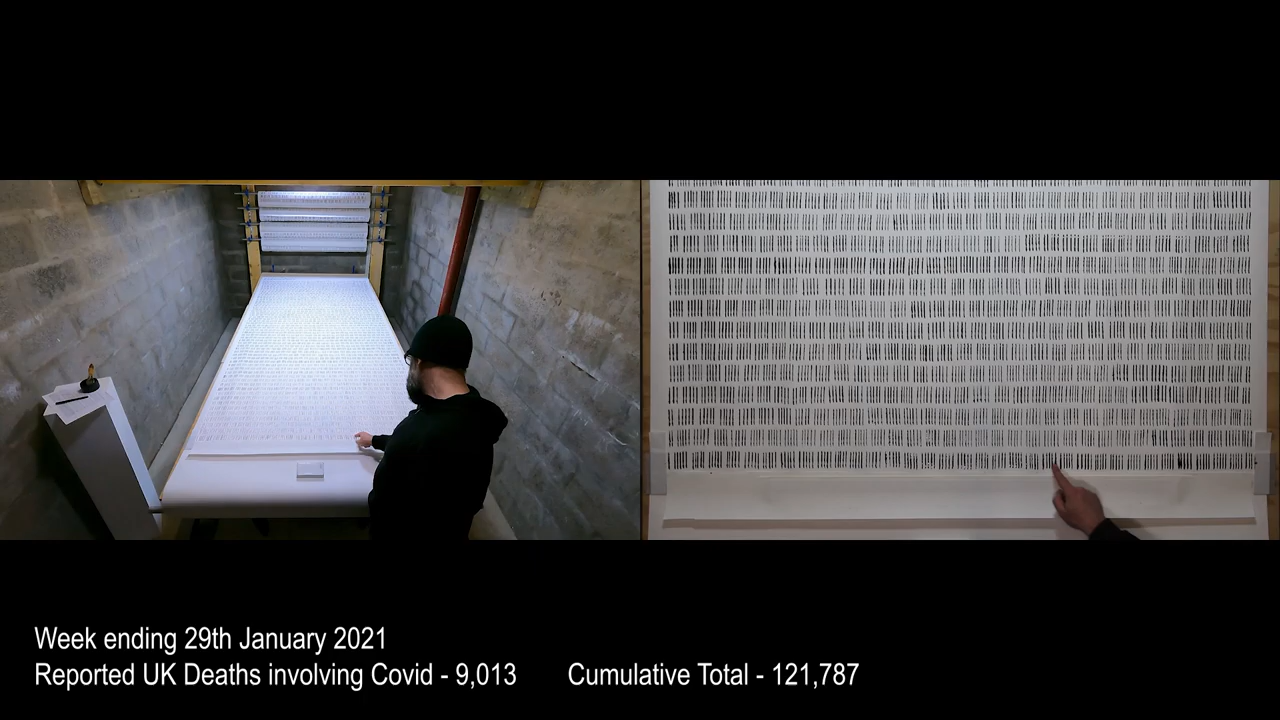 Week ending 29th January 2021
Reported UK Deaths involving Covid - 9,013 Cumulative Total - 121,787